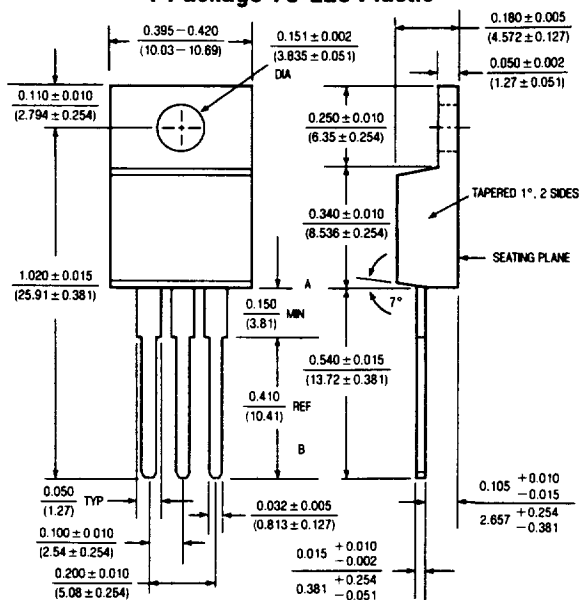 0.395 – 0.420
(10.03 – 10.69)
0.151 ± 0.002
(3.835 ± 0.051)
DIA
0.180 ± 0.005
(4.572 ± 0.127)
0.050 ± 0.002
(1.27 ± 0.051)
0.110 ± 0.010
(2.794 ± 0.254)
0.250 ± 0.010
(6.35 ± 0.254)
TAPERED 1°, 2 SIDES
0.340 ± 0.010
(8.536 ± 0.254)
SEATING PLANE
1.020 ± 0.015
(25.91 ± 0.381)
A
7°
0.150
(3.81)
MIN
0.540 ± 0.015
(13.72 ± 0.381)
0.410
(10.41)
REF
B
0.050
(1.27)
TYP
0.032 ± 0.005
(0.813 ± 0.127)
0.105 +0.010
–0.015
2.657 +0.254
–0.381
0.100 ± 0.010
(2.54 ± 0.254)
0.015 +0.010
–0.002
0.381 +0.254
–0.051
0.200 ± 0.010
(5.08 ± 0.254)